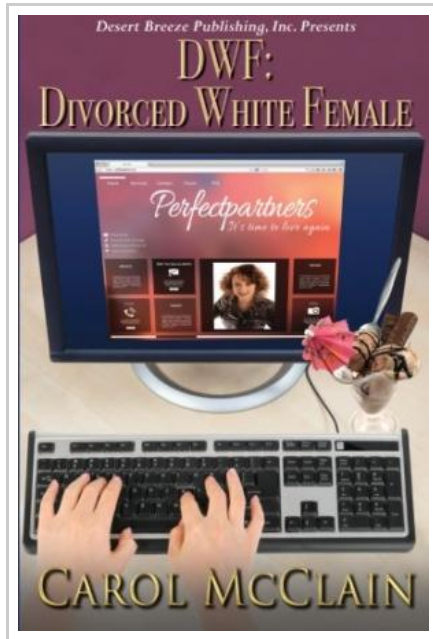 Desert Breeze Publishing, Inc. Presents
DWF:
DIVORCED WHITE FEMALE
Perfectpartners
It's time to love again
CAROL MCCLAIN